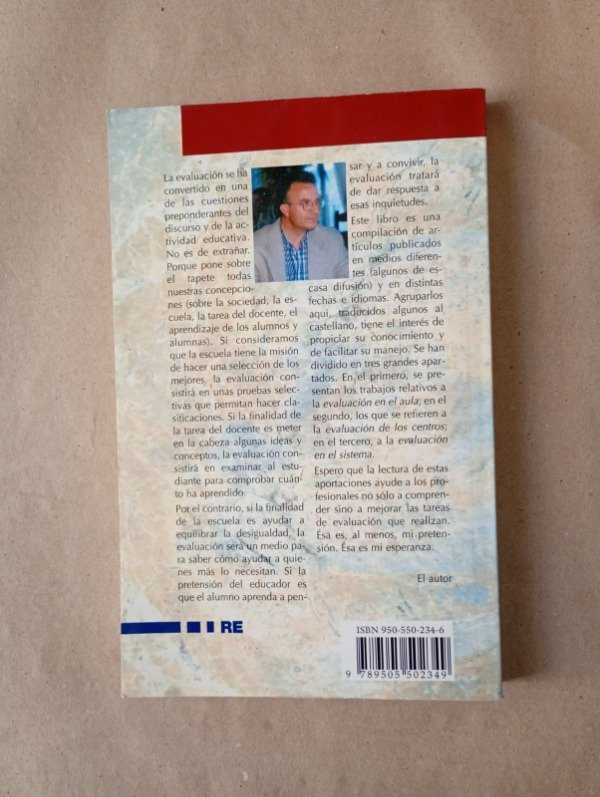 La evaluación se ha
convertido en una
de las cuestiones
preponderantes del
discurso y de la ac-
tividad educativa.
No es de extrañar.
Porque pone sobre
el tapete todas
nuestras concepcio-
nes (sobre la sociedad, la es-
cuela, la tarea del docente, el
aprendizaje de los alumnos y
alumnas). Si consideramos
que la escuela tiene la misión
de hacer una selección de los
mejores, la evaluación con-
sistirá en unas pruebas selec-
tivas que permitan hacer cla-
sificaciones. Si la finalidad de
la tarea del docente es meter
en la cabeza algunas ideas y
conceptos, la evaluación con-
sistirá en examinar al estu-
diante para comprobar cuán-
to ha aprendido.
Por el contrario, si la finalidad
de la escuela es ayudar a
equilibrar la desigualdad, la
evaluación será un medio pa-
ra saber cómo ayudar a quie-
nes más lo necesitan. Si la
pretensión del educador es
que el alumno aprenda a pen-
sar y a convivir, la
evaluación tratará
de dar respuesta a
esas inquietudes.
Este libro es una
compilación de ar-
tículos publicados
en medios diferen-
tes (algunos de es-
casa difusión) y en distintas
fechas e idiomas. Agruparlos
aquí, traducidos algunos al
castellano, tiene el interés de
propiciar su conocimiento y
de facilitar su manejo. Se han
dividido en tres grandes apar-
tados. En el primero, se pre-
sentan los trabajos relativos a
la evaluación en el aula; en el
segundo, los que se refieren a
la evaluación de los centros;
en el tercero, a la evaluación
en el sistema.
Espero que la lectura de estas
aportaciones ayude a los pro-
fesionales no sólo a compren-
der sino a mejorar las tareas
de evaluación que realizan.
Ésa es, al menos, mi preten-
sión. Ésa es mi esperanza.
El autor
RE
ISBN 950-550-234-6
9 789505 502349